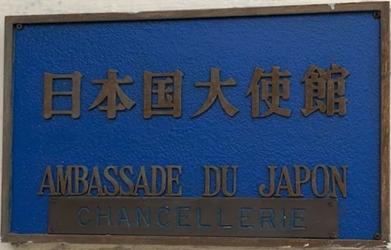 日本国大使館
AMBASSADE DU JAPON
CHANCELLERIE